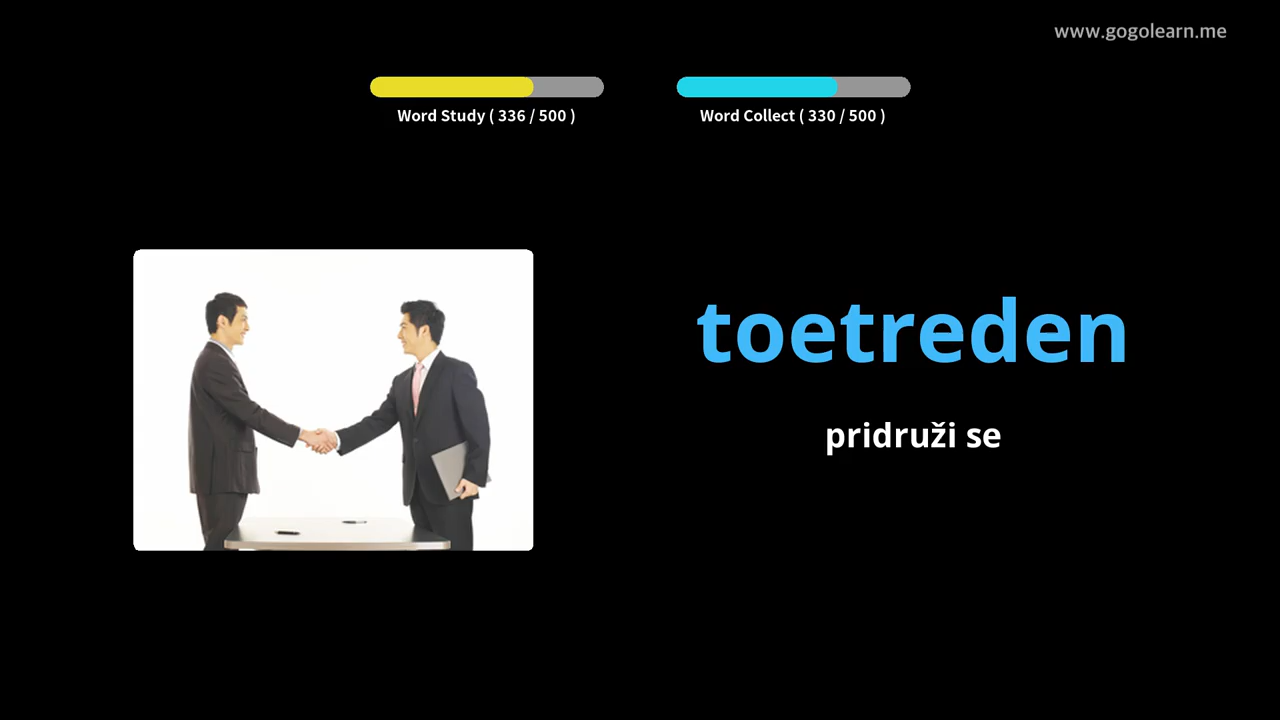 www.gogolearn.me
Word Study ( 336 / 500 )
Word Collect ( 330 / 500 )
toetreden
pridruži se